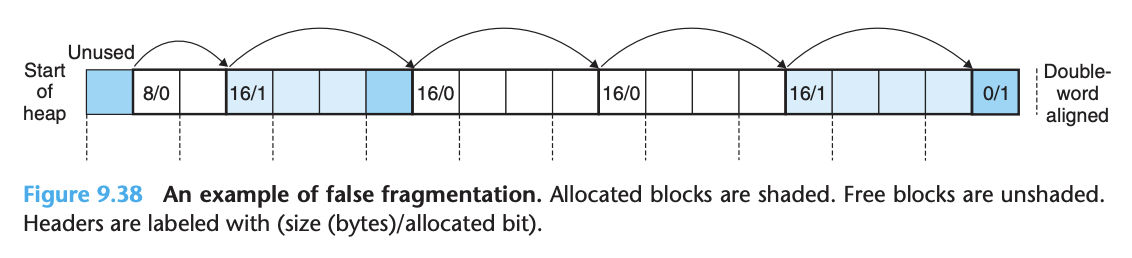 Unused
Start
of
heap
8/0
16/1
16/0
16/0
16/1
0/1
Double-
word
aligned
Figure 9.38 An example of false fragmentation. Allocated blocks are shaded. Free blocks are unshaded.
Headers are labeled with (size (bytes)/allocated bit).